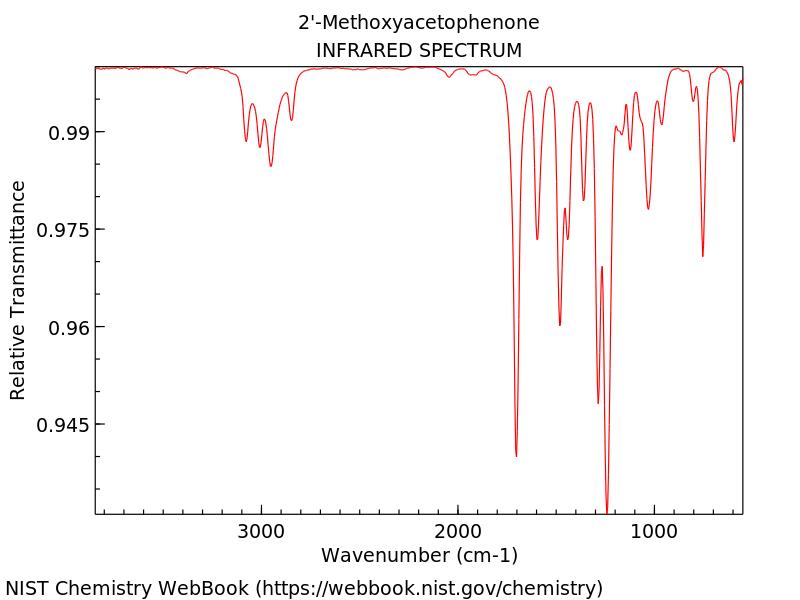 2'-Methoxyacetophenone
INFRARED SPECTRUM
0.99
0.975
0.96
0.945
Relative Transmittance
3000 2000 1000
Wavenumber (cm-1)
NIST Chemistry WebBook (https://webbook.nist.gov/chemistry)